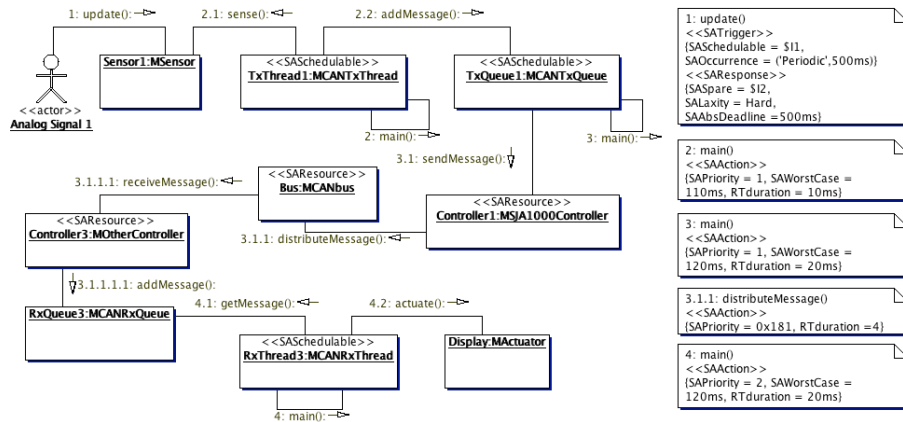 1: update():
2.1: sense():
2.2: addMessage():
Sensor1:MSensor
<<SASchedulable>>
TxThread1:MCANTxThread
<<SASchedulable>>
TxQueue1:MCANTxQueue
<<actor>>
Analog Signal 1
2: main():
3: main():
3.1: sendMessage():
3.1.1.1: receiveMessage():
<<SAResource>>
Bus:MCANbus
<<SAResource>>
Controller1:MSJA1000Controller
<<SAResource>>
Controller3:MOtherController
3.1.1: distributeMessage():
3.1.1.1.1: addMessage():
RxQueue3:MCANRxQueue
4.1: getMessage():
4.2: actuate():
<<SASchedulable>>
RxThread3:MCANRxThread
Display:MActuator
4: main():
1: update()
<<SATrigger>>
{SASchedulable = $I1,
SAOccurrence = ('Periodic',500ms)}
<<SAResponse>>
{SASpare = $I2,
SALaxity = Hard,
SAAbsDeadline =500ms}
2: main()
<<SAAction>>
{SAPriority = 1, SAWorstCase =
110ms, RTduration = 10ms}
3: main()
<<SAAction>>
{SAPriority = 1, SAWorstCase =
120ms, RTduration = 20ms}
3.1.1: distributeMessage()
<<SAAction>>
{SAPriority = 0x181, RTduration =4}
4: main()
<<SAAction>>
{SAPriority = 2, SAWorstCase =
120ms, RTduration = 20ms}